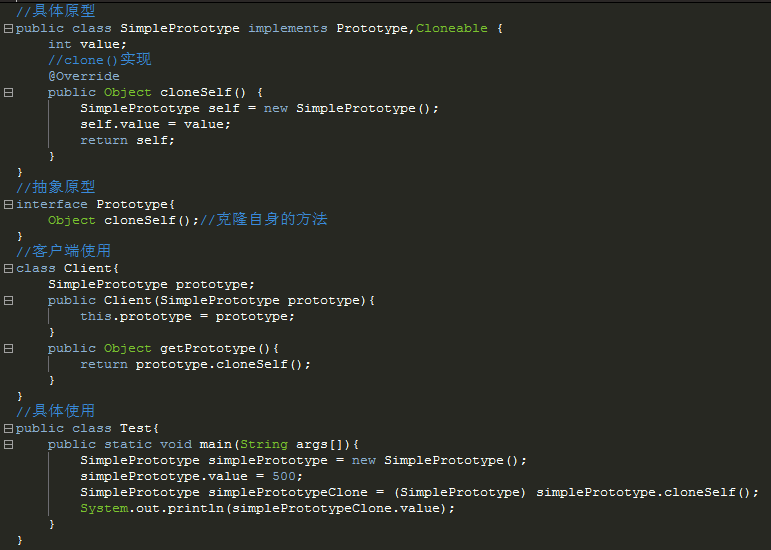 //具体原型
public class SimplePrototype implements Prototype,Cloneable {
    int value;
    //clone()实现
    @Override
    public Object cloneSelf() {
        SimplePrototype self = new SimplePrototype();
        self.value = value;
        return self;
    }
}
//抽象原型
interface Prototype{
    Object cloneSelf();//克隆自身的方法
}
//客户端使用
class Client{
    SimplePrototype prototype;
    public Client(SimplePrototype prototype){
        this.prototype = prototype;
    }
    public Object getPrototype(){
        return prototype.cloneSelf();
    }
}
//具体使用
public class Test{
    public static void main(String args[]){
        SimplePrototype simplePrototype = new SimplePrototype();
        simplePrototype.value = 500;
        SimplePrototype simplePrototypeClone = (SimplePrototype) simplePrototype.cloneSelf();
        System.out.println(simplePrototypeClone.value);
    }
}